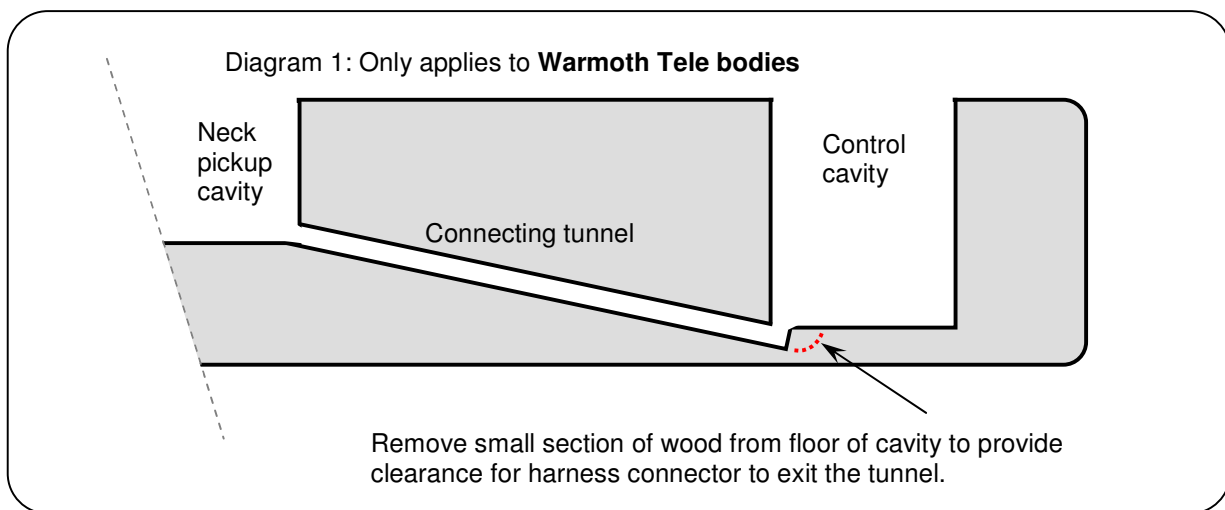 Diagram 1: Only applies to Warmoth Tele bodies
Neck
pickup
cavity
Control
cavity
Connecting tunnel
Remove small section of wood from floor of cavity to provide
clearance for harness connector to exit the tunnel.